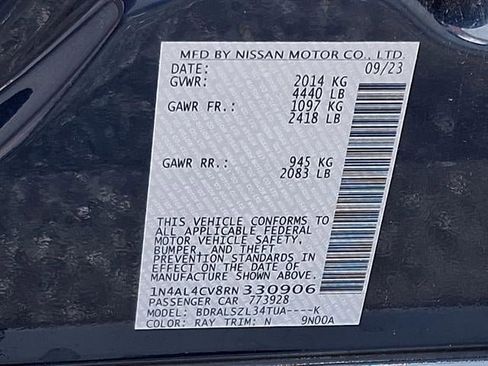 MFD BY NISSAN MOTOR CO., LTD.
DATE: 09/23
GVWR: 2014 KG
4440 LB
GAWR FR.: 1097 KG
2418 LB
GAWR RR.: 945 KG
2083 LB
THIS VEHICLE CONFORMS TO
ALL APPLICABLE FEDERAL
MOTOR VEHICLE SAFETY,
BUMPER, AND THEFT
PREVENTION STANDARDS IN
EFFECT ON THE DATE OF
MANUFACTURE SHOWN ABOVE.
1N4AL4CV8RN330906
PASSENGER CAR 773928
MODEL: BDRALSZL34TUA----K
COLOR: RAY TRIM: N 9N00A